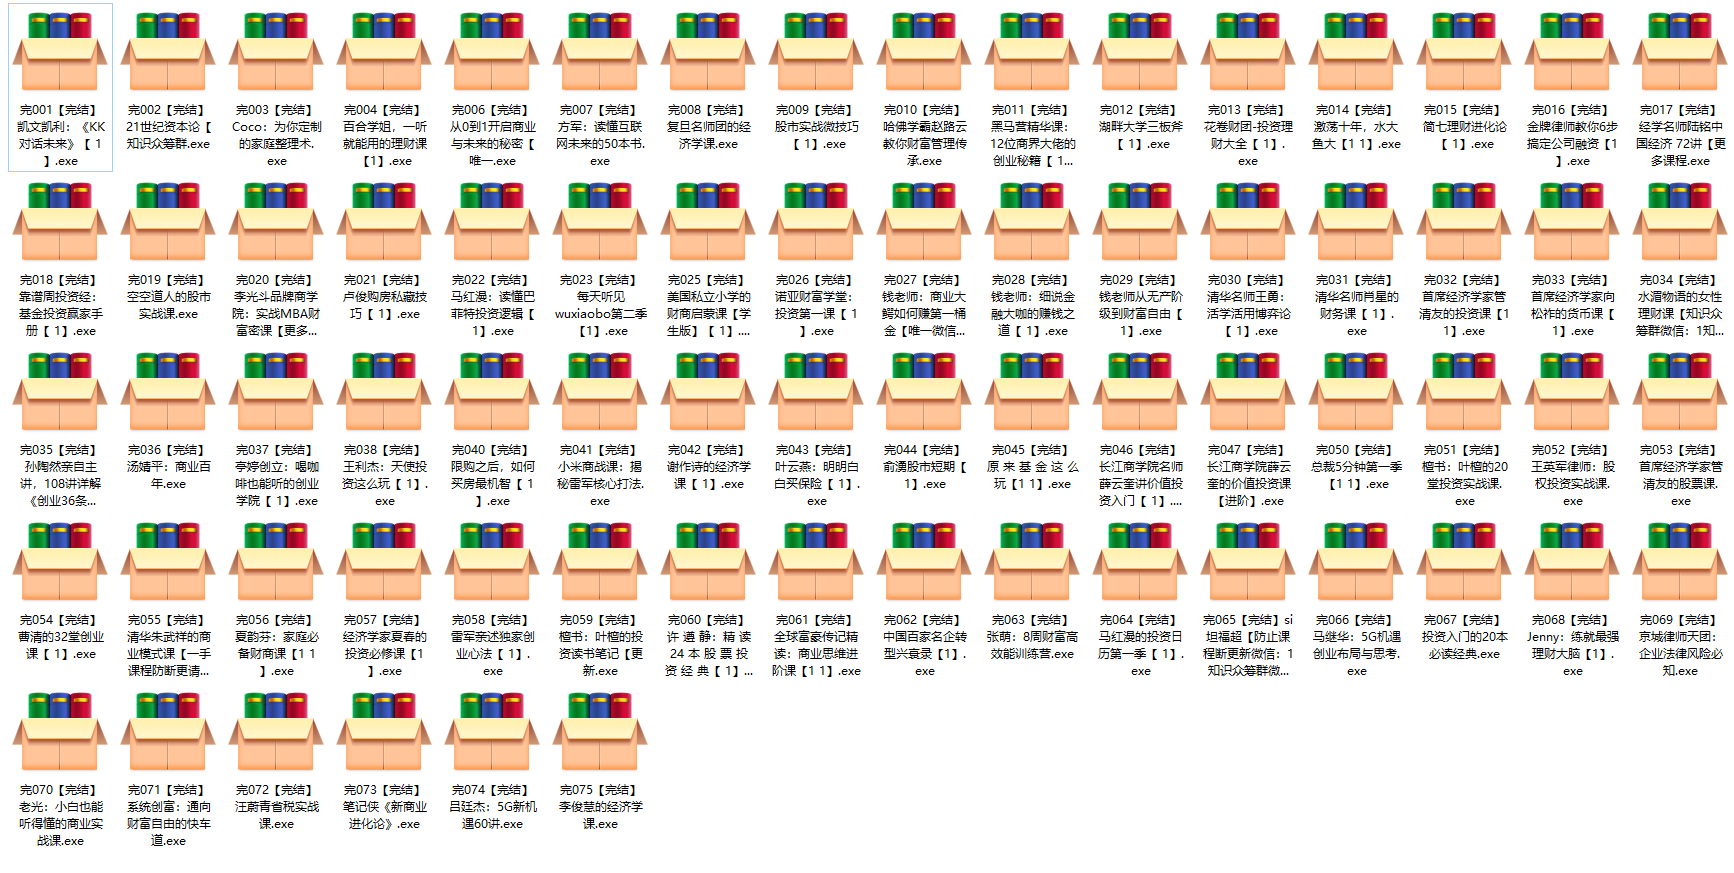 完001【完结】
凯文凯利：《KK
对话未来》【 1
】.exe
完002【完结】
21世纪资本论【
知识众筹群.exe
完003【完结】
Coco：为你定制
的家庭整理术.
exe
完004【完结】
百合学姐，一听
就能用的理财课
【1】.exe
完006【完结】
从0到1开启商业
与未来的秘密【
唯一.exe
完007【完结】
方军：读懂互联
网未来的50本书.
exe
完008【完结】
复旦名师团的经
济学课.exe
完009【完结】
股市实战微技巧
【 1】.exe
完010【完结】
哈佛学霸赵路云
教你财富管理传
承.exe
完011【完结】
黑马营精华课：
12位商界大佬的
创业秘籍【 1...
完012【完结】
湖畔大学三板斧
【 1】.exe
完013【完结】
花卷财团-投资理
财大全【 1】.
exe
完014【完结】
激荡十年，水大
鱼大【1 1】.exe
完015【完结】
简七理财进化论
【 1】.exe
完016【完结】
金牌律师教你6步
搞定公司融资【1
】.exe
完017【完结】
经学名师陆铭中
国经济 72讲【更
多课程.exe
完018【完结】
靠谱周投资经：
基金投资赢家手
册【 1】.exe
完019【完结】
空空道人的股市
实战课.exe
完020【完结】
李光斗品牌商学
院：实战MBA财
富密课【更多...
完021【完结】
卢俊购房私藏技
巧【 1】.exe
完022【完结】
马红漫：读懂巴
菲特投资逻辑【
1】.exe
完023【完结】
每天听见
wuxiaobo第二季
【1】.exe
完025【完结】
美国私立小学的
财商启蒙课【学
生版】【 1】....
完026【完结】
诺亚财富学堂：
投资第一课【 1
】.exe
完027【完结】
钱老师：商业大
鳄如何赚第一桶
金【唯一微信...
完028【完结】
钱老师：细说金
融大咖的赚钱之
道【 1】.exe
完029【完结】
钱老师从无产阶
级到财富自由【
1】.exe
完030【完结】
清华名师王勇：
活学活用博弈论
【 1】.exe
完031【完结】
清华名师肖星的
财务课【 1】.
exe
完032【完结】
首席经济学家管
清友的投资课【1
1】.exe
完033【完结】
首席经济学家向
松祚的货币课【
1】.exe
完034【完结】
水湄物语的女性
理财课【知识众
筹群微信：1知...
完035【完结】
孙陶然亲自主
讲，108讲详解
《创业36条...
完036【完结】
汤婧平：商业百
年.exe
完037【完结】
亭婷创立：喝咖
啡也能听的创业
学院【 1】.exe
完038【完结】
王利杰：天使投
资这么玩【 1】.
exe
完040【完结】
限购之后，如何
买房最机智【 1
】.exe
完041【完结】
小米商战课：揭
秘雷军核心打法.
exe
完042【完结】
谢作诗的经济学
课【 1】.exe
完043【完结】
叶云燕：明明白
白买保险【 1】.
exe
完044【完结】
俞湧股市短期【
1】.exe
完045【完结】
原 来 基 金 这 么
玩【1 1】.exe
完046【完结】
长江商学院名师
薛云奎讲价值投
资入门【 1】....
完047【完结】
长江商学院薛云
奎的价值投资课
【进阶】.exe
完050【完结】
总裁5分钟第一季
【1 1】.exe
完051【完结】
檀书：叶檀的20
堂投资实战课.
exe
完052【完结】
王英军律师：股
权投资实战课.
exe
完053【完结】
首席经济学家管
清友的股票课.
exe
完054【完结】
曹清的32堂创业
课【 1】.exe
完055【完结】
清华朱武祥的商
业模式课【一手
课程防断更请...
完056【完结】
夏韵芬：家庭必
备财商课【1 1
】.exe
完057【完结】
经济学家夏春的
投资必修课【1
】.exe
完058【完结】
雷军亲述独家创
业心法【 1】.
exe
完059【完结】
檀书：叶檀的投
资读书笔记【更
新.exe
完060【完结】
许 遵 静：精 读
24 本 股 票 投
资 经 典【 1】...
完061【完结】
全球富豪传记精
读：商业思维进
阶课【1 1】.exe
完062【完结】
中国百家名企转
型兴衰录【1】.
exe
完063【完结】
张萌：8周财富高
效能训练营.exe
完064【完结】
马红漫的投资日
历第一季【 1】.
exe
完065【完结】si
坦福超【防止课
程断更新微信：1
知识众筹群微...
完066【完结】
马继华：5G机遇
创业布局与思考.
exe
完067【完结】
投资入门的20本
必读经典.exe
完068【完结】
Jenny：练就最强
理财大脑【1】.
exe
完069【完结】
京城律师天团：
企业法律风险必
知.exe
完070【完结】
老光：小白也能
听得懂的商业实
战课.exe
完071【完结】
系统创富：通向
财富自由的快车
道.exe
完072【完结】
汪蔚青省税实战
课.exe
完073【完结】
笔记侠《新商业
进化论》.exe
完074【完结】
吕廷杰：5G新机
遇60讲.exe
完075【完结】
李俊慧的经济学
课.exe